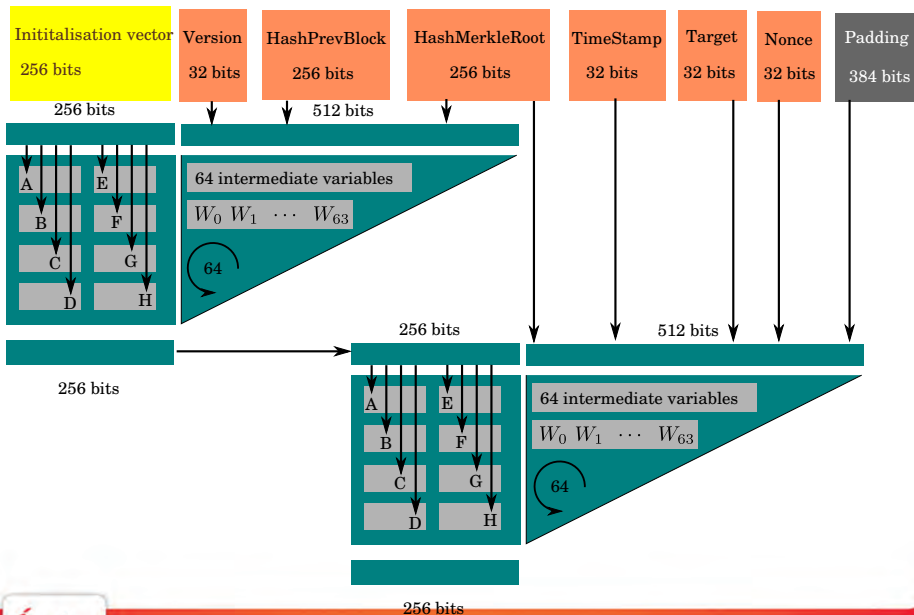 Inititalisation vector
256 bits
Version
32 bits
HashPrevBlock
256 bits
HashMerkleRoot
256 bits
TimeStamp
32 bits
Target
32 bits
Nonce
32 bits
Padding
384 bits
256 bits
512 bits
64 intermediate variables
W0 W1 ⋯ W63
64
A
B
C
D
E
F
G
H
256 bits
256 bits
512 bits
64 intermediate variables
W0 W1 ⋯ W63
64
A
B
C
D
E
F
G
H
256 bits